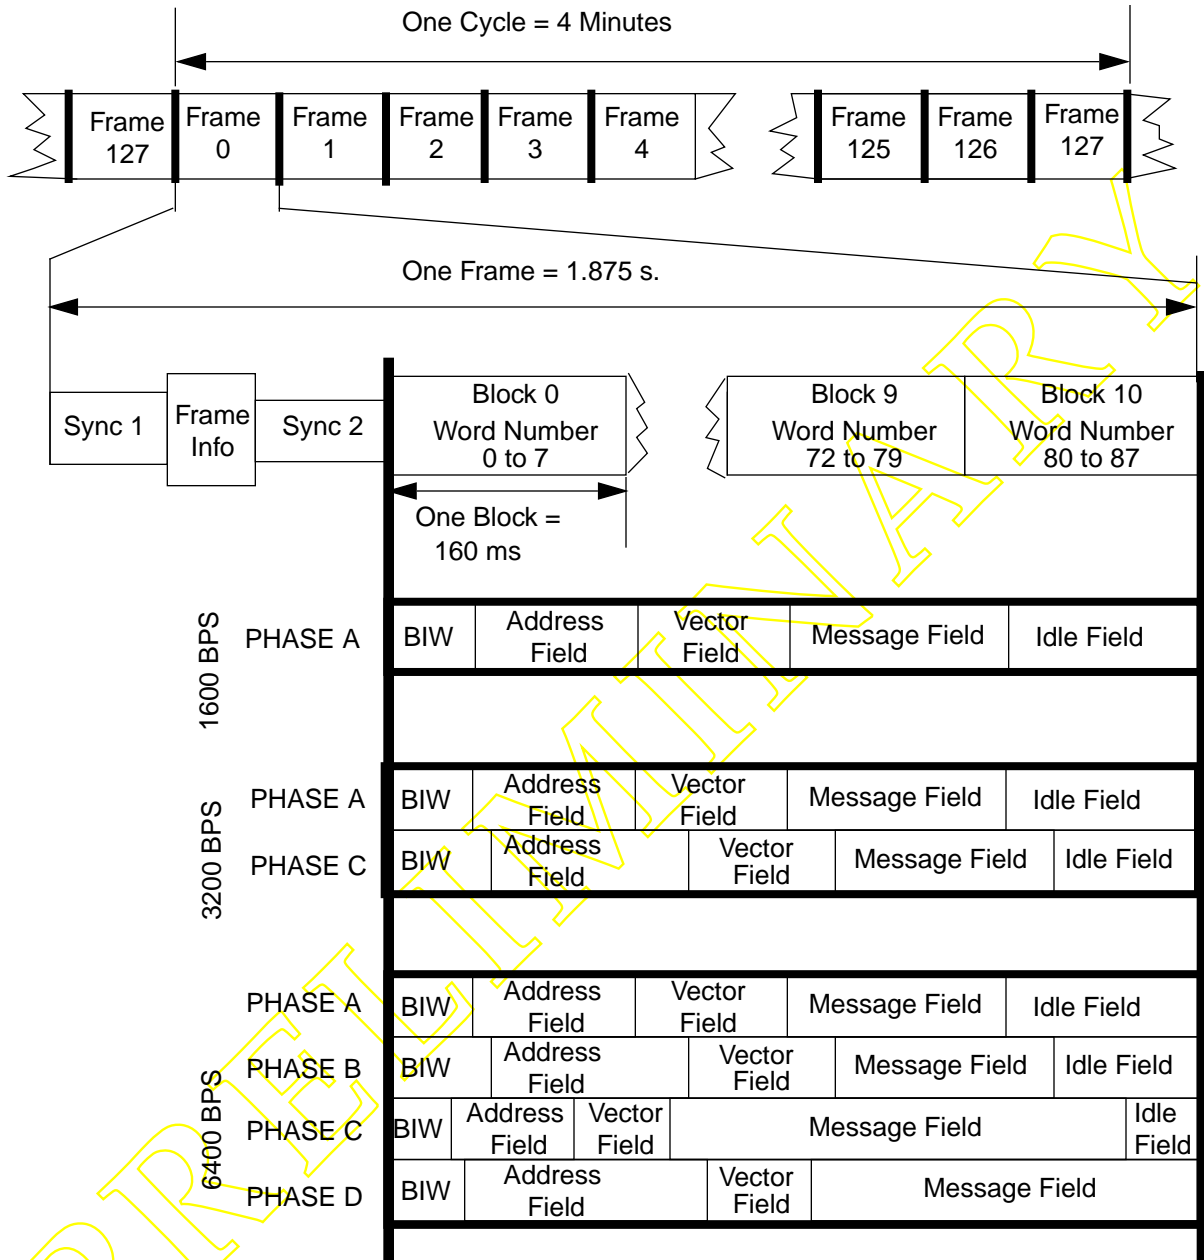 One Cycle = 4 Minutes
Frame 127
Frame 0
Frame 1
Frame 2
Frame 3
Frame 4
Frame 125
Frame 126
Frame 127
One Frame = 1.875 s.
Sync 1
Frame Info
Sync 2
Block 0
Word Number
0 to 7
Block 9
Word Number
72 to 79
Block 10
Word Number
80 to 87
One Block =
160 ms
1600 BPS
PHASE A
BIW
Address Field
Vector Field
Message Field
Idle Field
3200 BPS
PHASE A
BIW
Address Field
Vector Field
Message Field
Idle Field
PHASE C
BIW
Address Field
Vector Field
Message Field
Idle Field
6400 BPS
PHASE A
BIW
Address Field
Vector Field
Message Field
Idle Field
PHASE B
BIW
Address Field
Vector Field
Message Field
Idle Field
PHASE C
BIW
Address Field
Vector Field
Message Field
Idle Field
PHASE D
BIW
Address Field
Vector Field
Message Field
PRELIMINARY